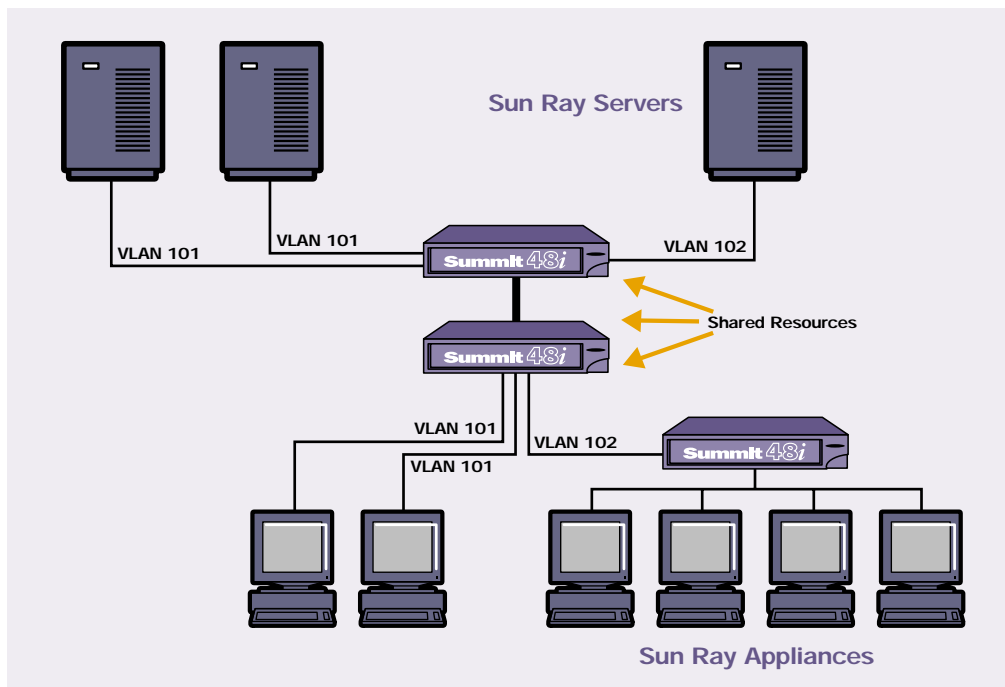 Sun Ray Servers
VLAN 101
VLAN 101
VLAN 102
Summit 48i
Shared Resources
Summit 48i
VLAN 101
VLAN 102
VLAN 101
Summit 48i
Sun Ray Appliances